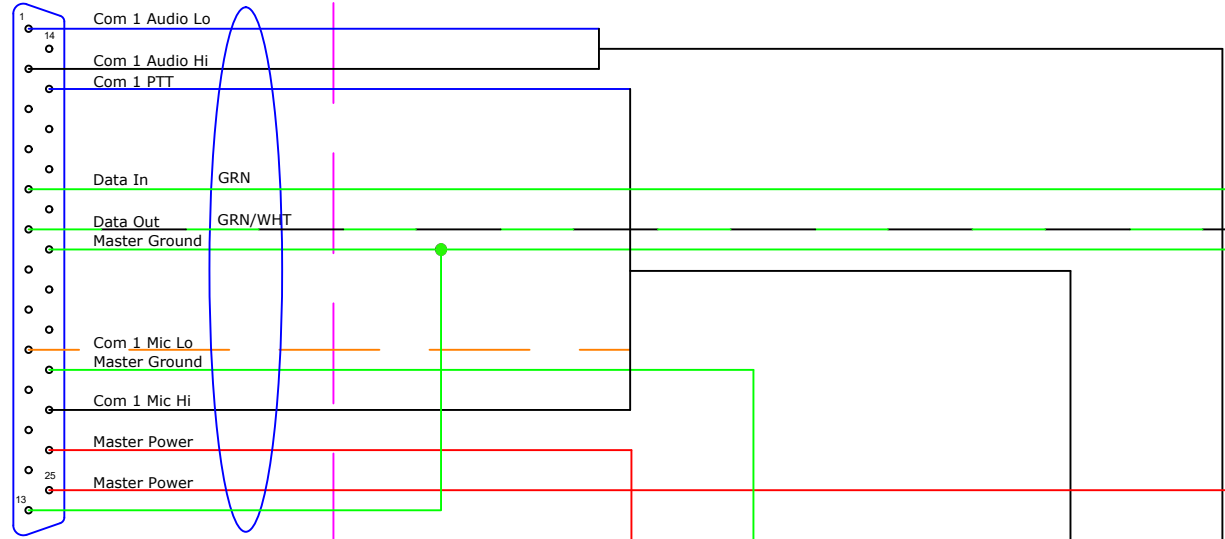 1
Com 1 Audio Lo
14
Com 1 Audio Hi
Com 1 PTT
Data In GRN
Data Out GRN/WHT
Master Ground
Com 1 Mic Lo
Master Ground
Com 1 Mic Hi
Master Power
25
Master Power
13